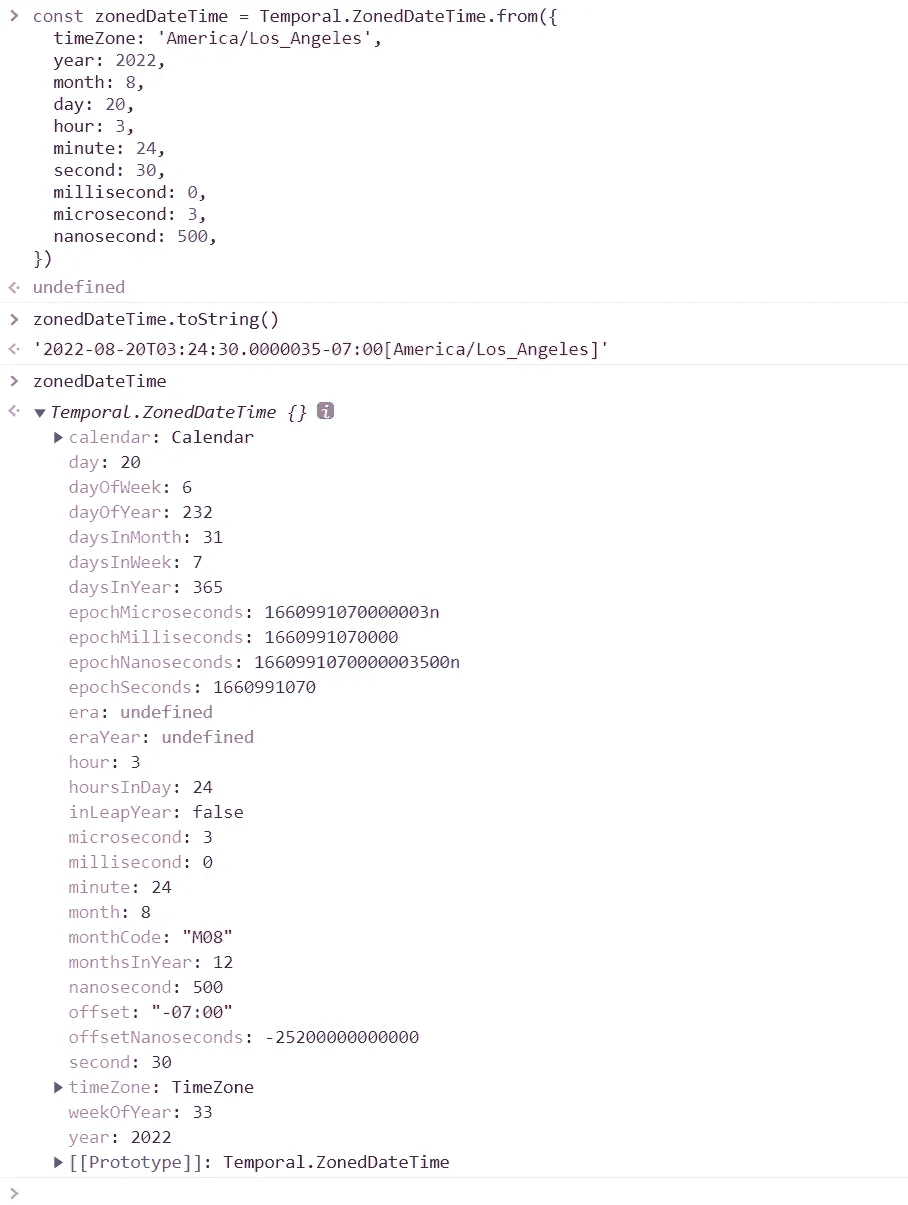 > const zonedDateTime = Temporal.ZonedDateTime.from({
timeZone: 'America/Los_Angeles',
year: 2022,
month: 8,
day: 20,
hour: 3,
minute: 24,
second: 30,
millisecond: 0,
microsecond: 3,
nanosecond: 500,
})
undefined
> zonedDateTime.toString()
'2022-08-20T03:24:30.0000035-07:00[America/Los_Angeles]'
> zonedDateTime
Temporal.ZonedDateTime {} i
calendar: Calendar
day: 20
dayOfWeek: 6
dayOfYear: 232
daysInMonth: 31
daysInWeek: 7
daysInYear: 365
epochMicroseconds: 1660991070000003n
epochMilliseconds: 1660991070000
epochNanoseconds: 1660991070000003500n
epochSeconds: 1660991070
era: undefined
eraYear: undefined
hour: 3
hoursInDay: 24
inLeapYear: false
microsecond: 3
millisecond: 0
minute: 24
month: 8
monthCode: "M08"
monthsInYear: 12
nanosecond: 500
offset: "-07:00"
offsetNanoseconds: -25200000000000
second: 30
timeZone: TimeZone
weekOfYear: 33
year: 2022
[[Prototype]]: Temporal.ZonedDateTime
>